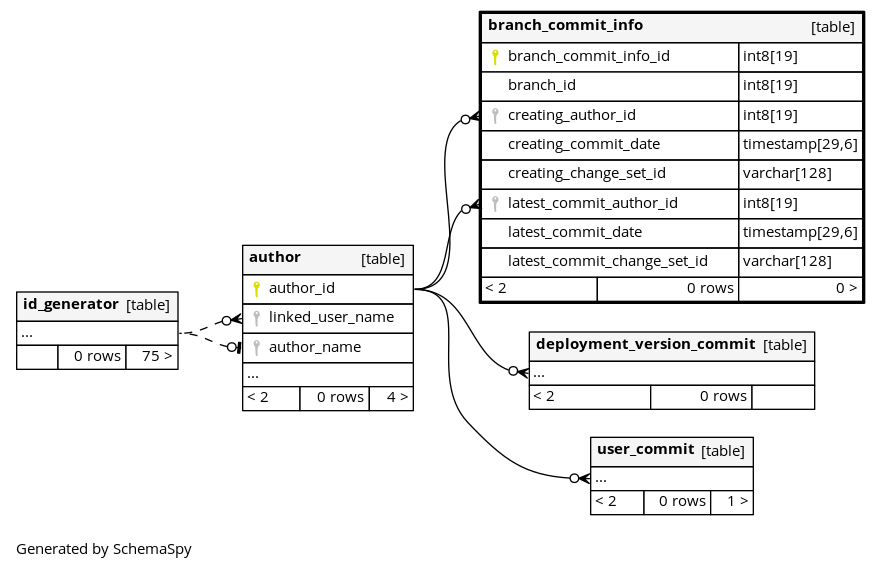 branch_commit_info [table]
branch_commit_info_id int8[19]
branch_id int8[19]
creating_author_id int8[19]
creating_commit_date timestamp[29,6]
creating_change_set_id varchar[128]
latest_commit_author_id int8[19]
latest_commit_date timestamp[29,6]
latest_commit_change_set_id varchar[128]
< 2 0 rows 0 >
author [table]
author_id
linked_user_name
author_name
...
< 2 0 rows 4 >
id_generator [table]
...
0 rows 75 >
deployment_version_commit [table]
...
< 2 0 rows
user_commit [table]
...
< 2 0 rows 1 >
Generated by SchemaSpy